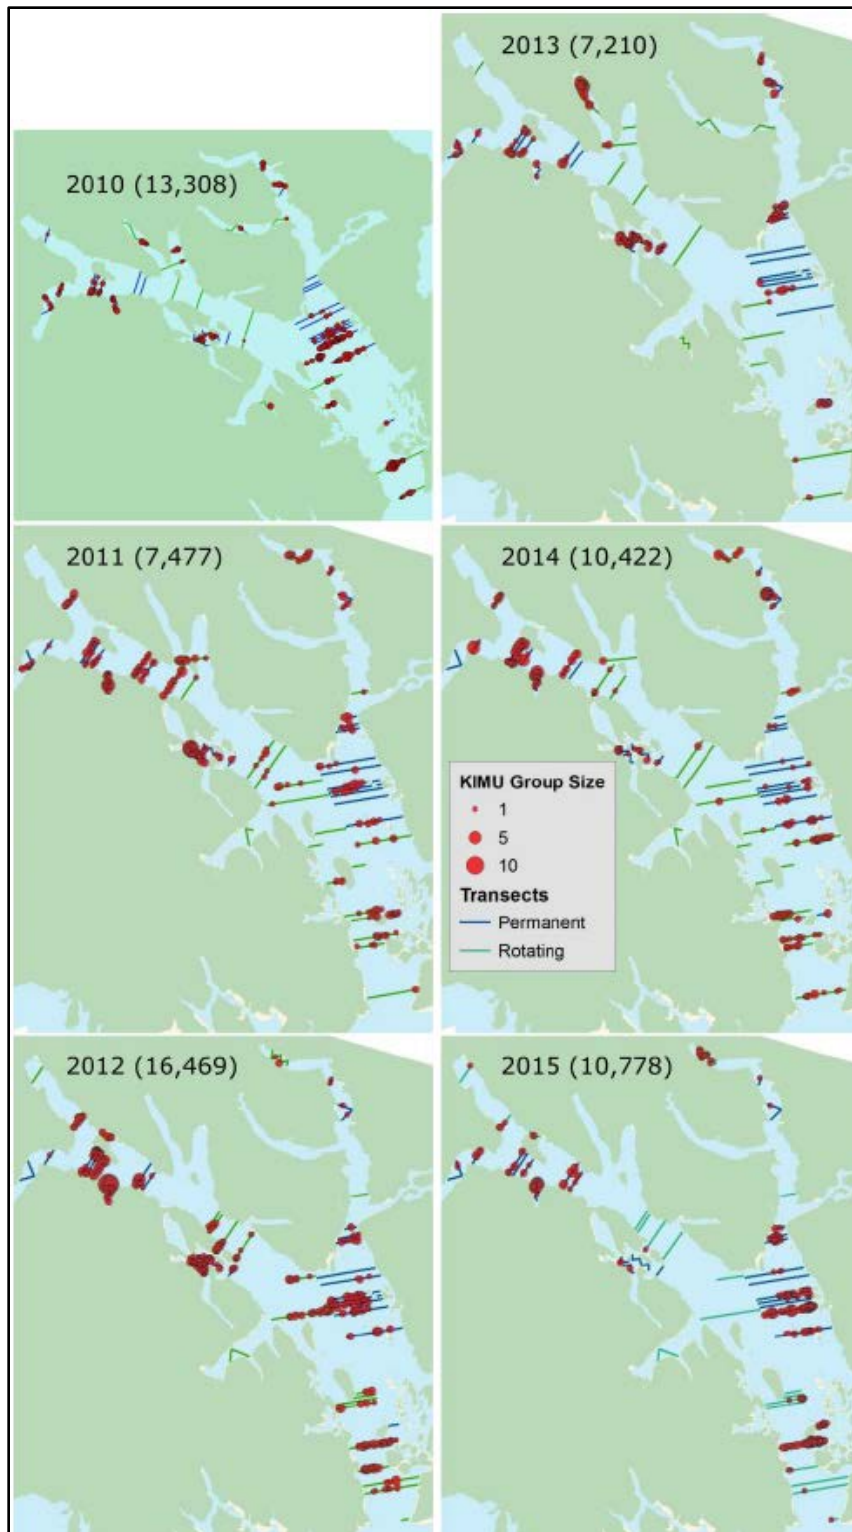 2013 (7,210)
2010 (13,308)
2011 (7,477)
2014 (10,422)
KIMU Group Size
1
5
10
Transects
Permanent
Rotating
2012 (16,469)
2015 (10,778)